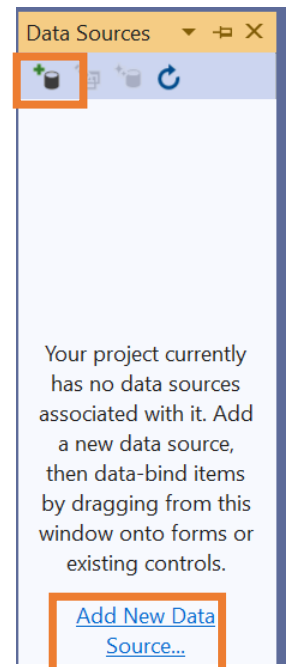 Data Sources
Your project currently
has no data sources
associated with it. Add
a new data source,
then data-bind items
by dragging from this
window onto forms or
existing controls.
Add New Data
Source...